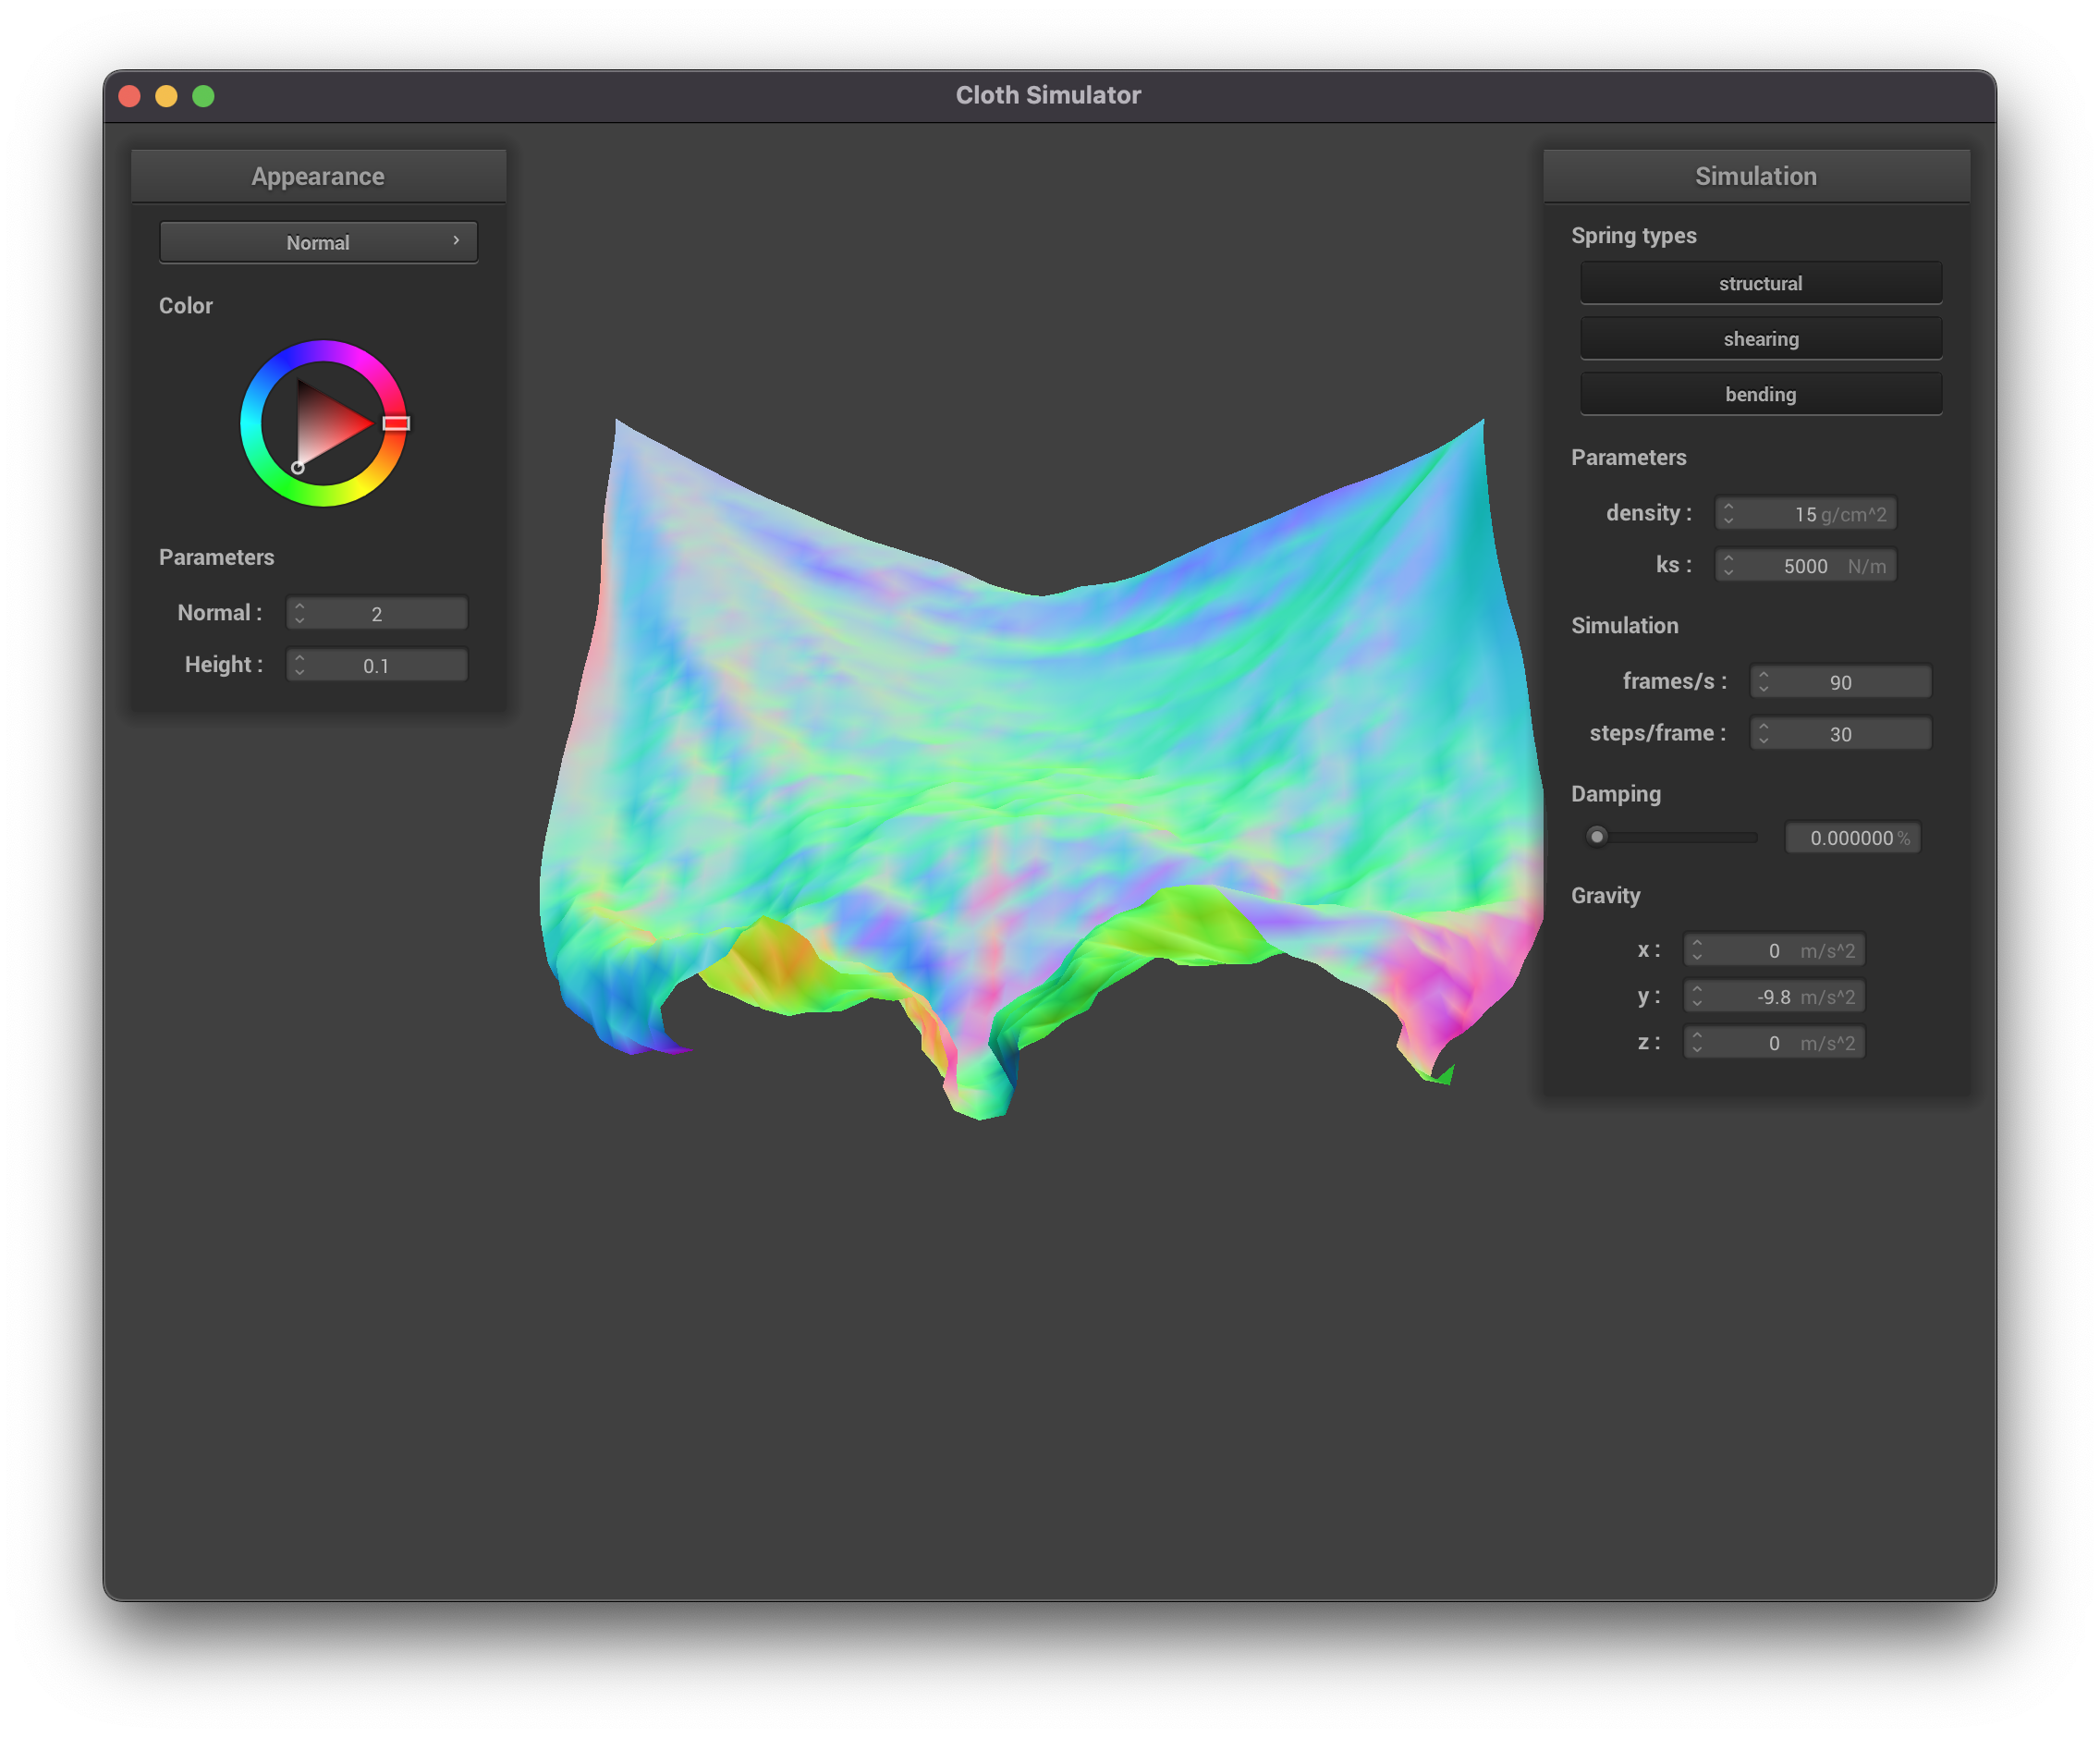 Cloth Simulator
Appearance
Normal
Color
Parameters
Normal : 2
Height : 0.1
Simulation
Spring types
structural
shearing
bending
Parameters
density : 15 g/cm^2
ks : 5000 N/m
Simulation
frames/s : 90
steps/frame : 30
Damping
0.000000 %
Gravity
x : 0 m/s^2
y : -9.8 m/s^2
z : 0 m/s^2